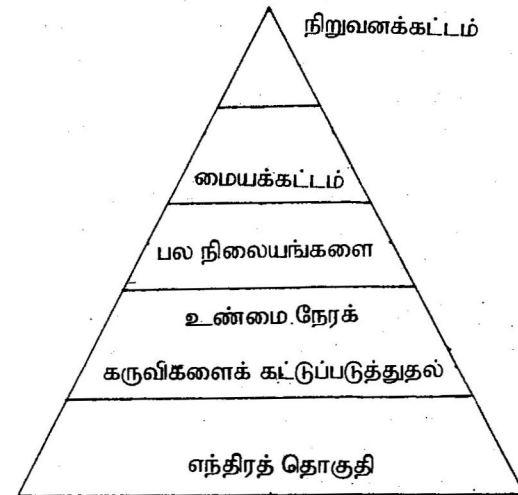 நிறுவனக்கட்டம்
மையக்கட்டம்
பல நிலையங்களை
உண்மை நேரக்
கருவிகளைக் கட்டுப்படுத்துதல்
எந்திரத் தொகுதி